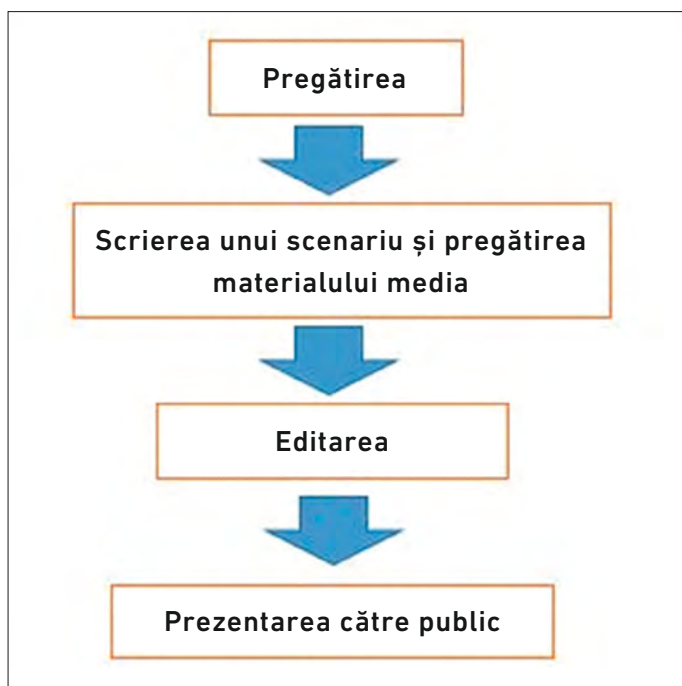 Pregătirea
Scrierea unui scenariu și pregătirea
materialului media
Editarea
Prezentarea către public